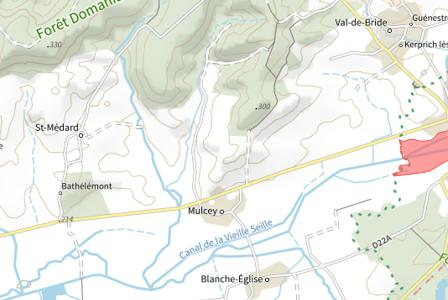 Forêt Domani
.330
Val-de-Bride
Guénestr
Kerprich lès
.300
St-Médard
e
Bathélémont
.214
Mulcey
Canal de la Vieille Seille
D22A
Blanche-Église